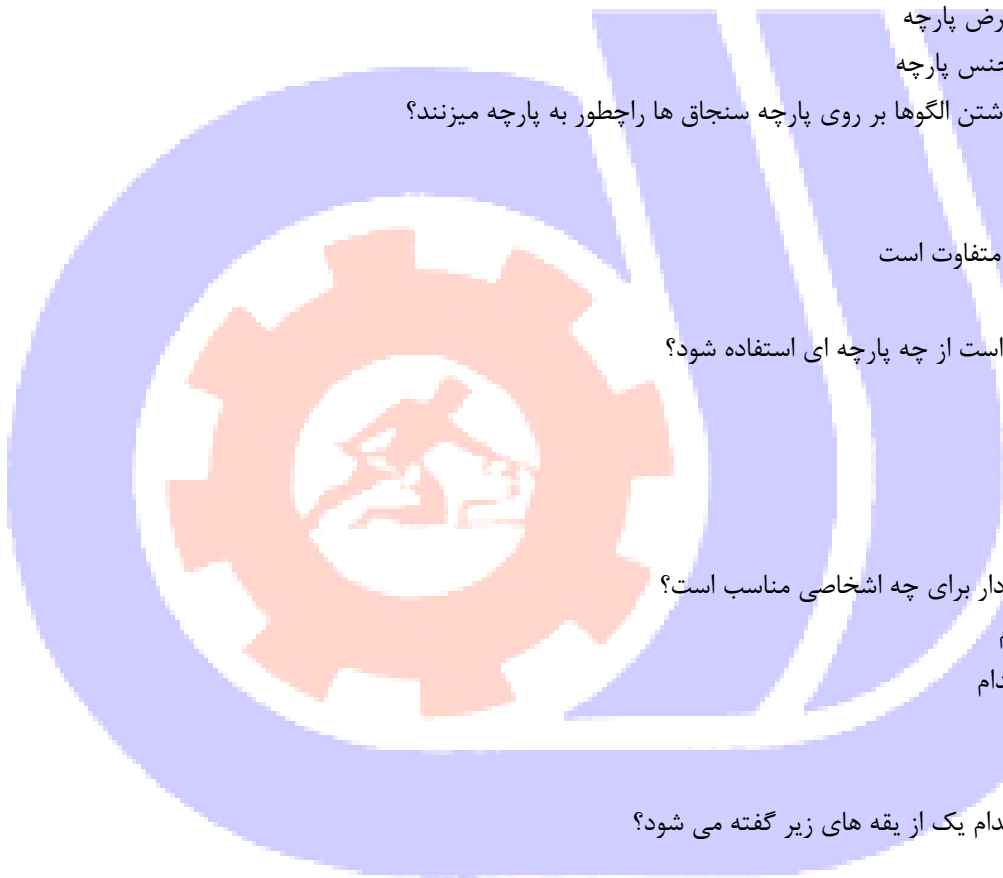 رض پارچه
جنس پارچه
شتن الگوها بر روی پارچه سنجاق ها راچطور به پارچه میزنند؟
متفاوت است
است از چه پارچه ای استفاده شود؟
دار برای چه اشخاصی مناسب است؟
دام
دام یک از یقه های زیر گفته می شود؟